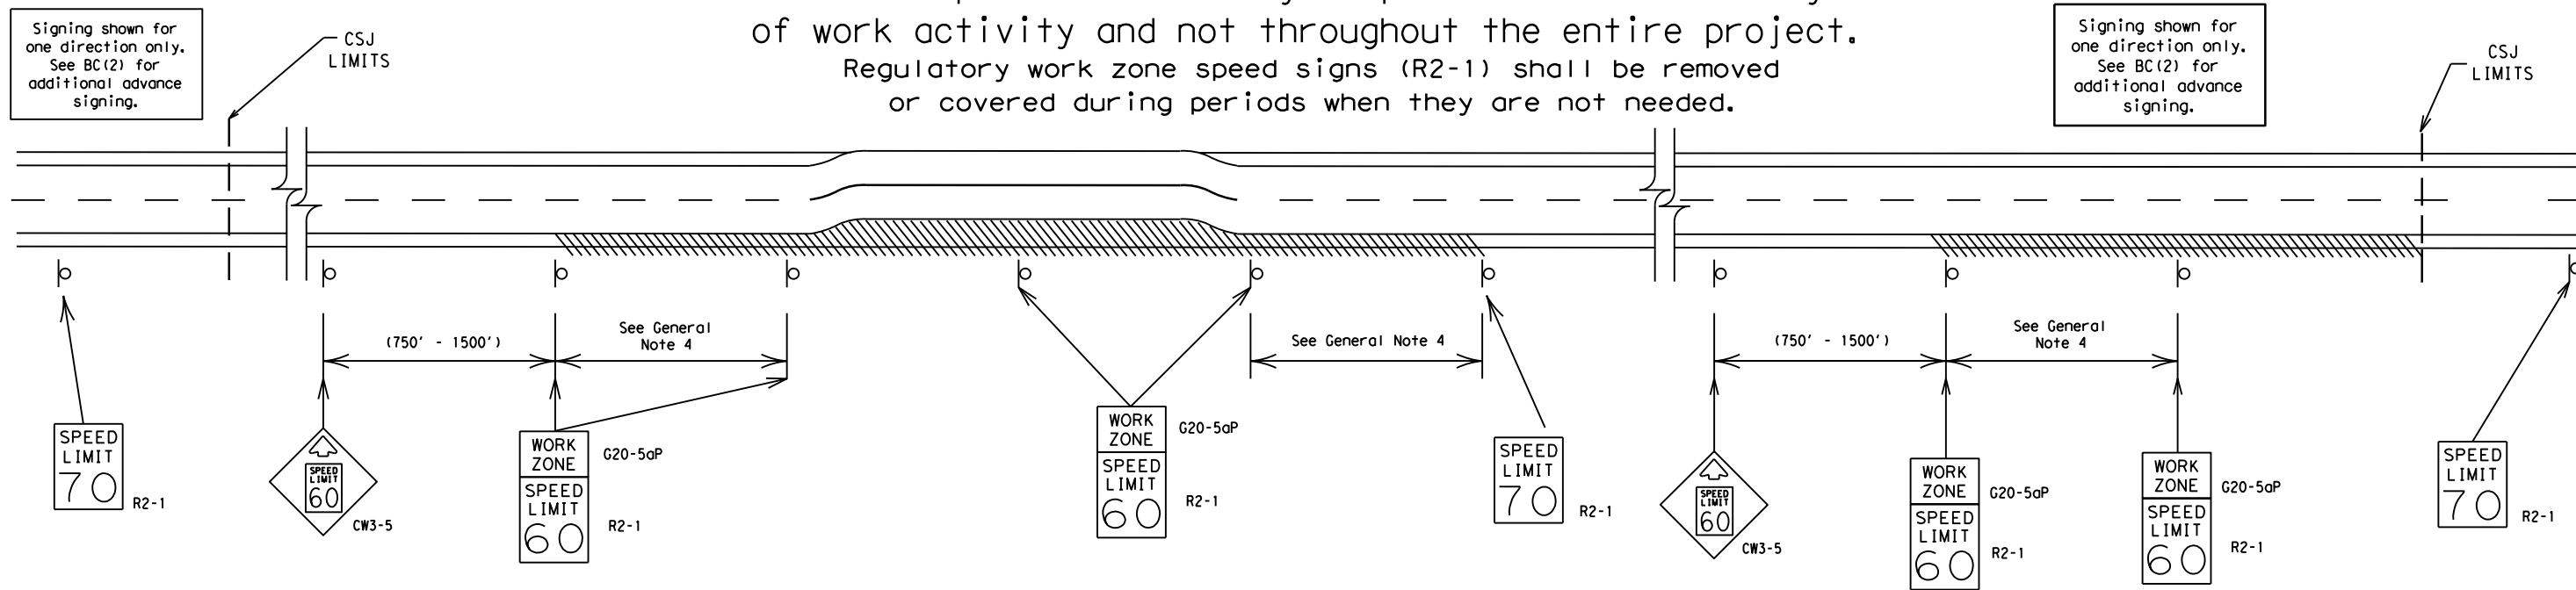 of work activity and not throughout the entire project.
Regulatory work zone speed signs (R2-1) shall be removed
or covered during periods when they are not needed.
Signing shown for
one direction only.
See BC(2) for
additional advance
signing.
CSJ
LIMITS
Signing shown for
one direction only.
See BC(2) for
additional advance
signing.
CSJ
LIMITS
(750' - 1500')
See General
Note 4
See General Note 4
(750' - 1500')
See General
Note 4
SPEED
LIMIT
70
R2-1
SPEED
LIMIT
60
CW3-5
WORK
ZONE
G20-5aP
SPEED
LIMIT
60
R2-1
WORK
ZONE
G20-5aP
SPEED
LIMIT
60
R2-1
SPEED
LIMIT
70
R2-1
SPEED
LIMIT
60
CW3-5
WORK
ZONE
G20-5aP
SPEED
LIMIT
60
R2-1
WORK
ZONE
G20-5aP
SPEED
LIMIT
60
R2-1
SPEED
LIMIT
70
R2-1